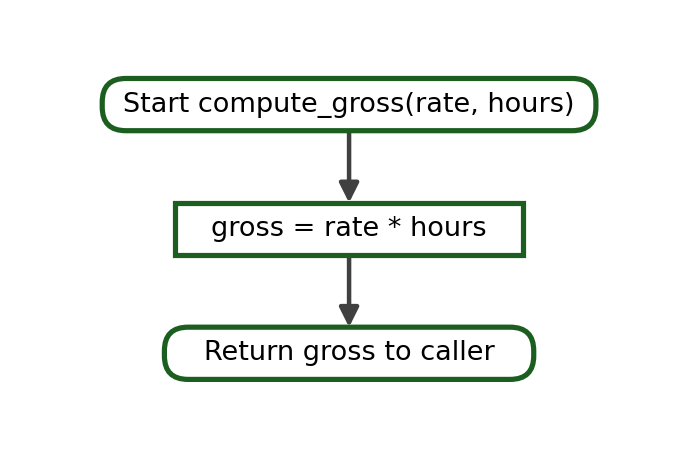 Start compute_gross(rate, hours)
gross = rate * hours
Return gross to caller